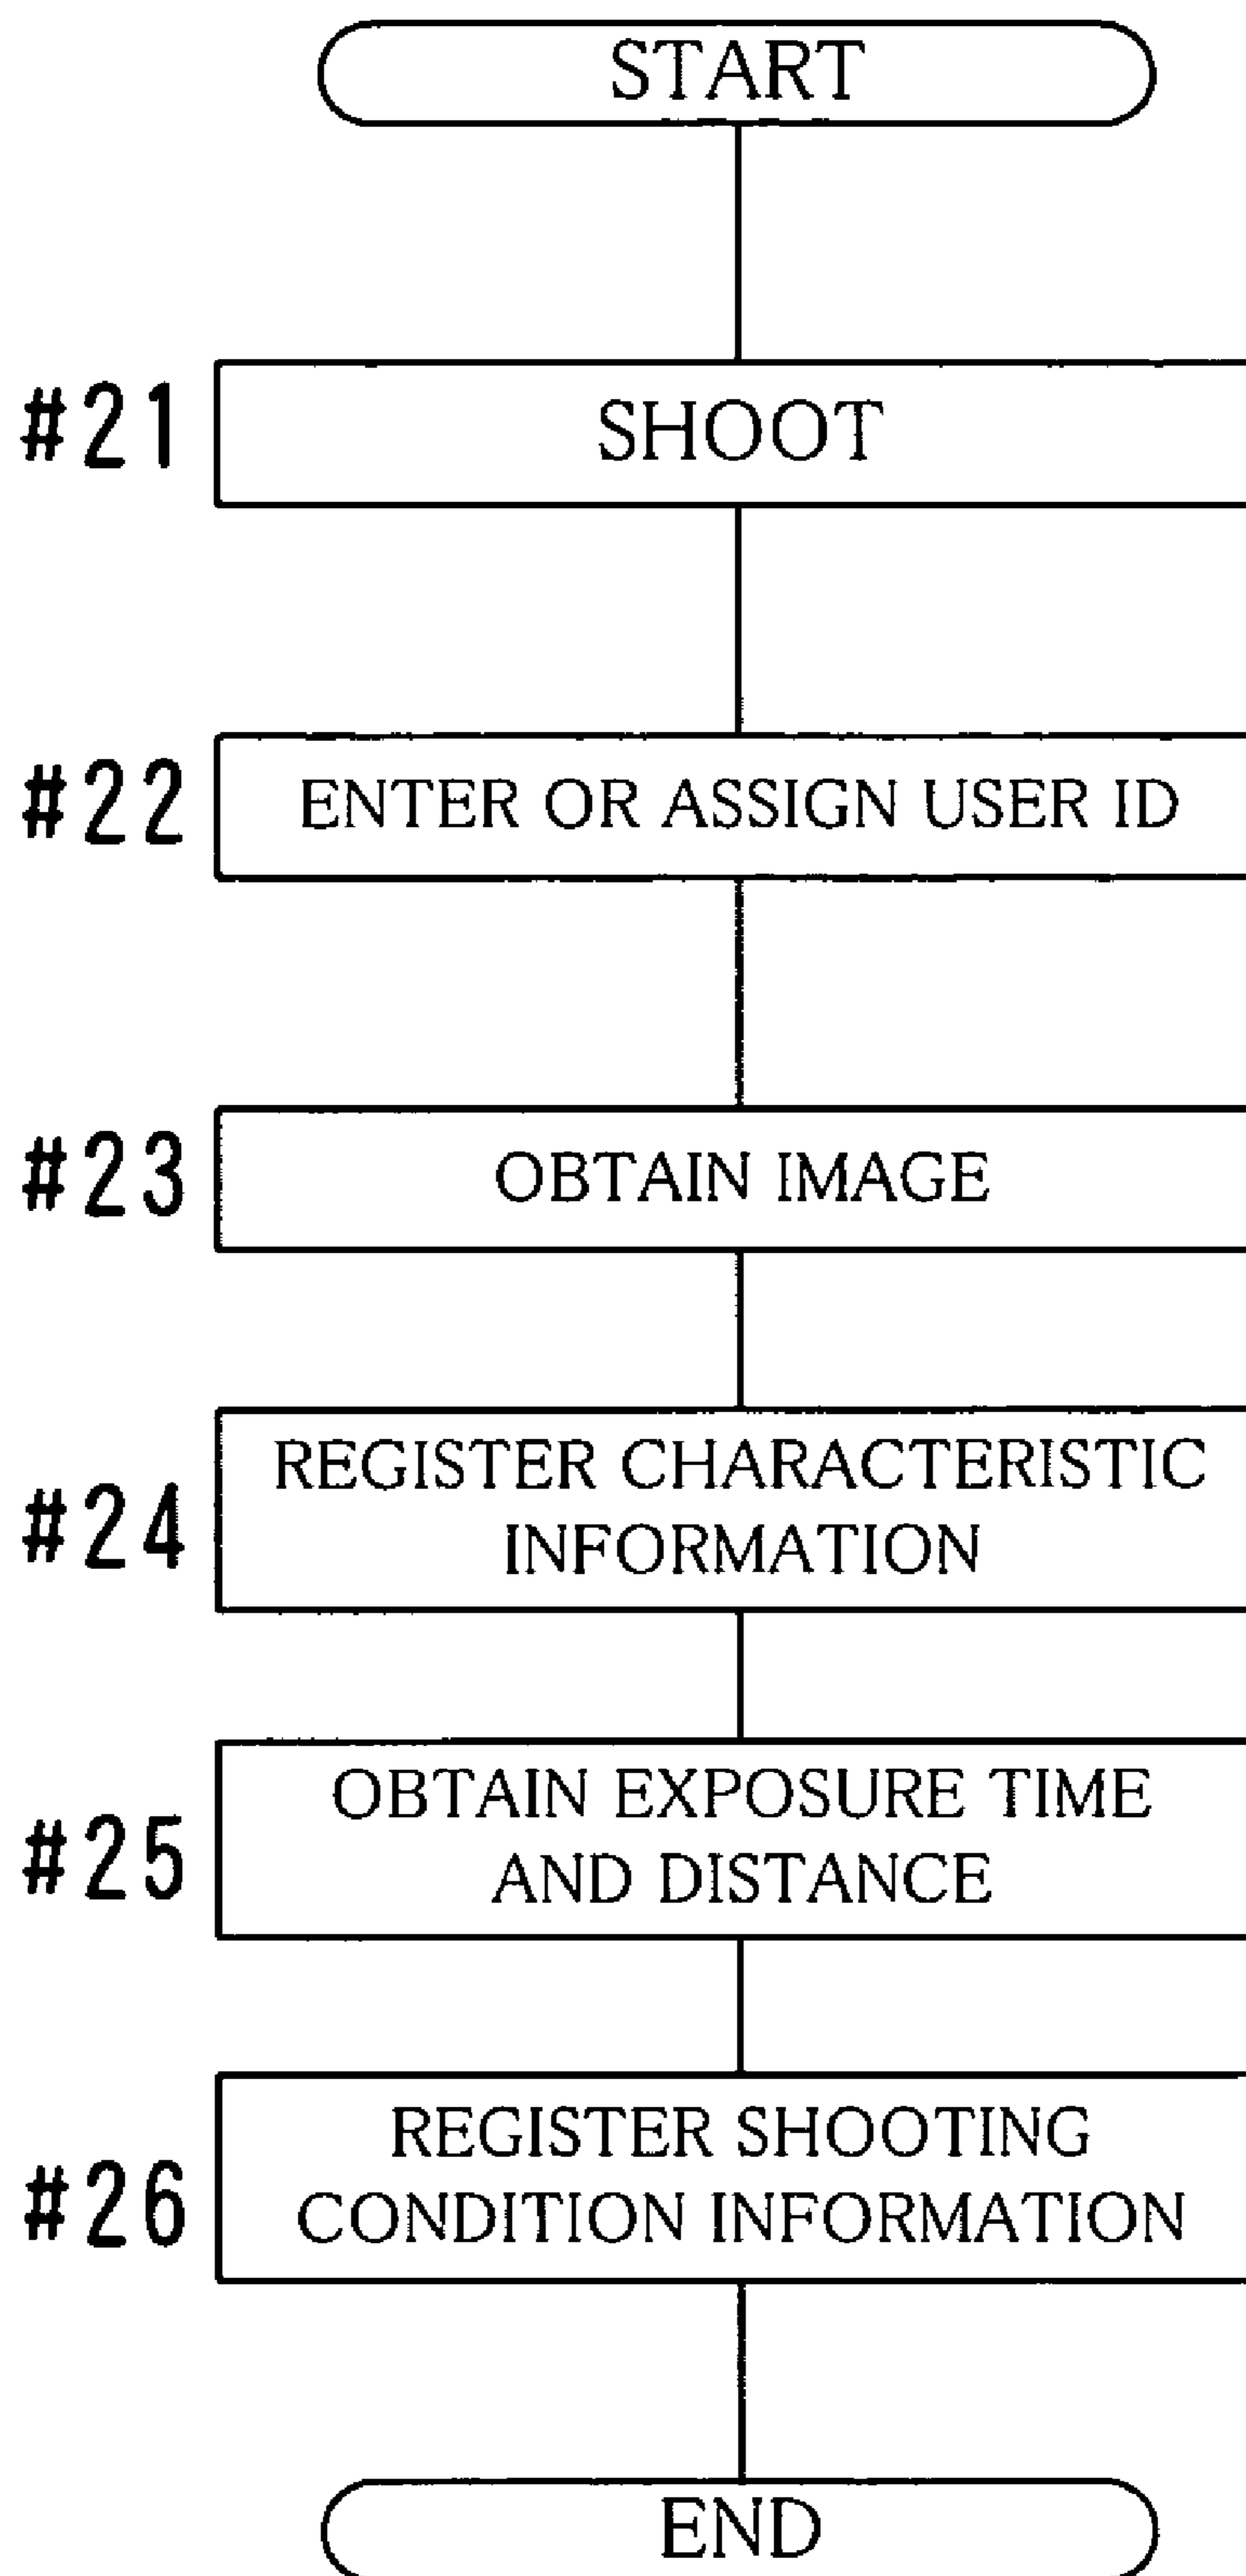 START
#21 SHOOT
#22 ENTER OR ASSIGN USER ID
#23 OBTAIN IMAGE
#24 REGISTER CHARACTERISTIC
INFORMATION
#25 OBTAIN EXPOSURE TIME
AND DISTANCE
#26 REGISTER SHOOTING
CONDITION INFORMATION
END